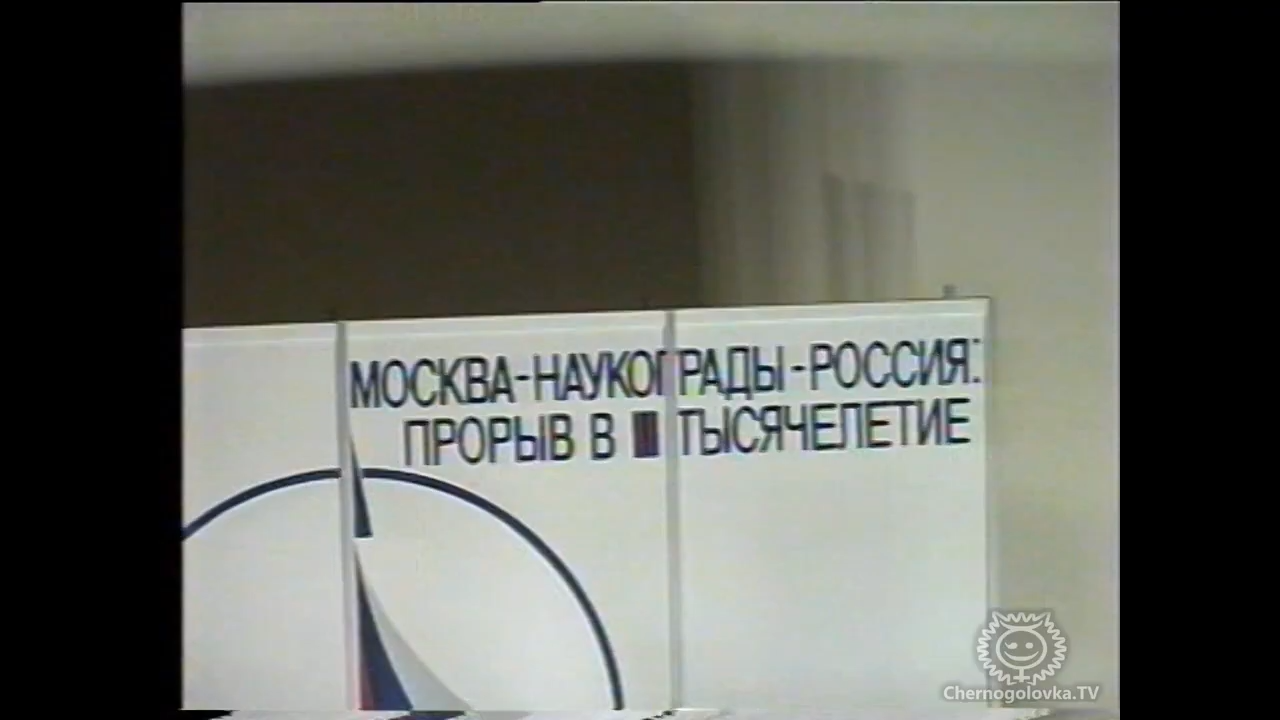 МОСКВА-НАУКОГРАДЫ-РОССИЯ:
ПРОРЫВ В III ТЫСЯЧЕЛЕТИЕ
Chernogolovka.TV